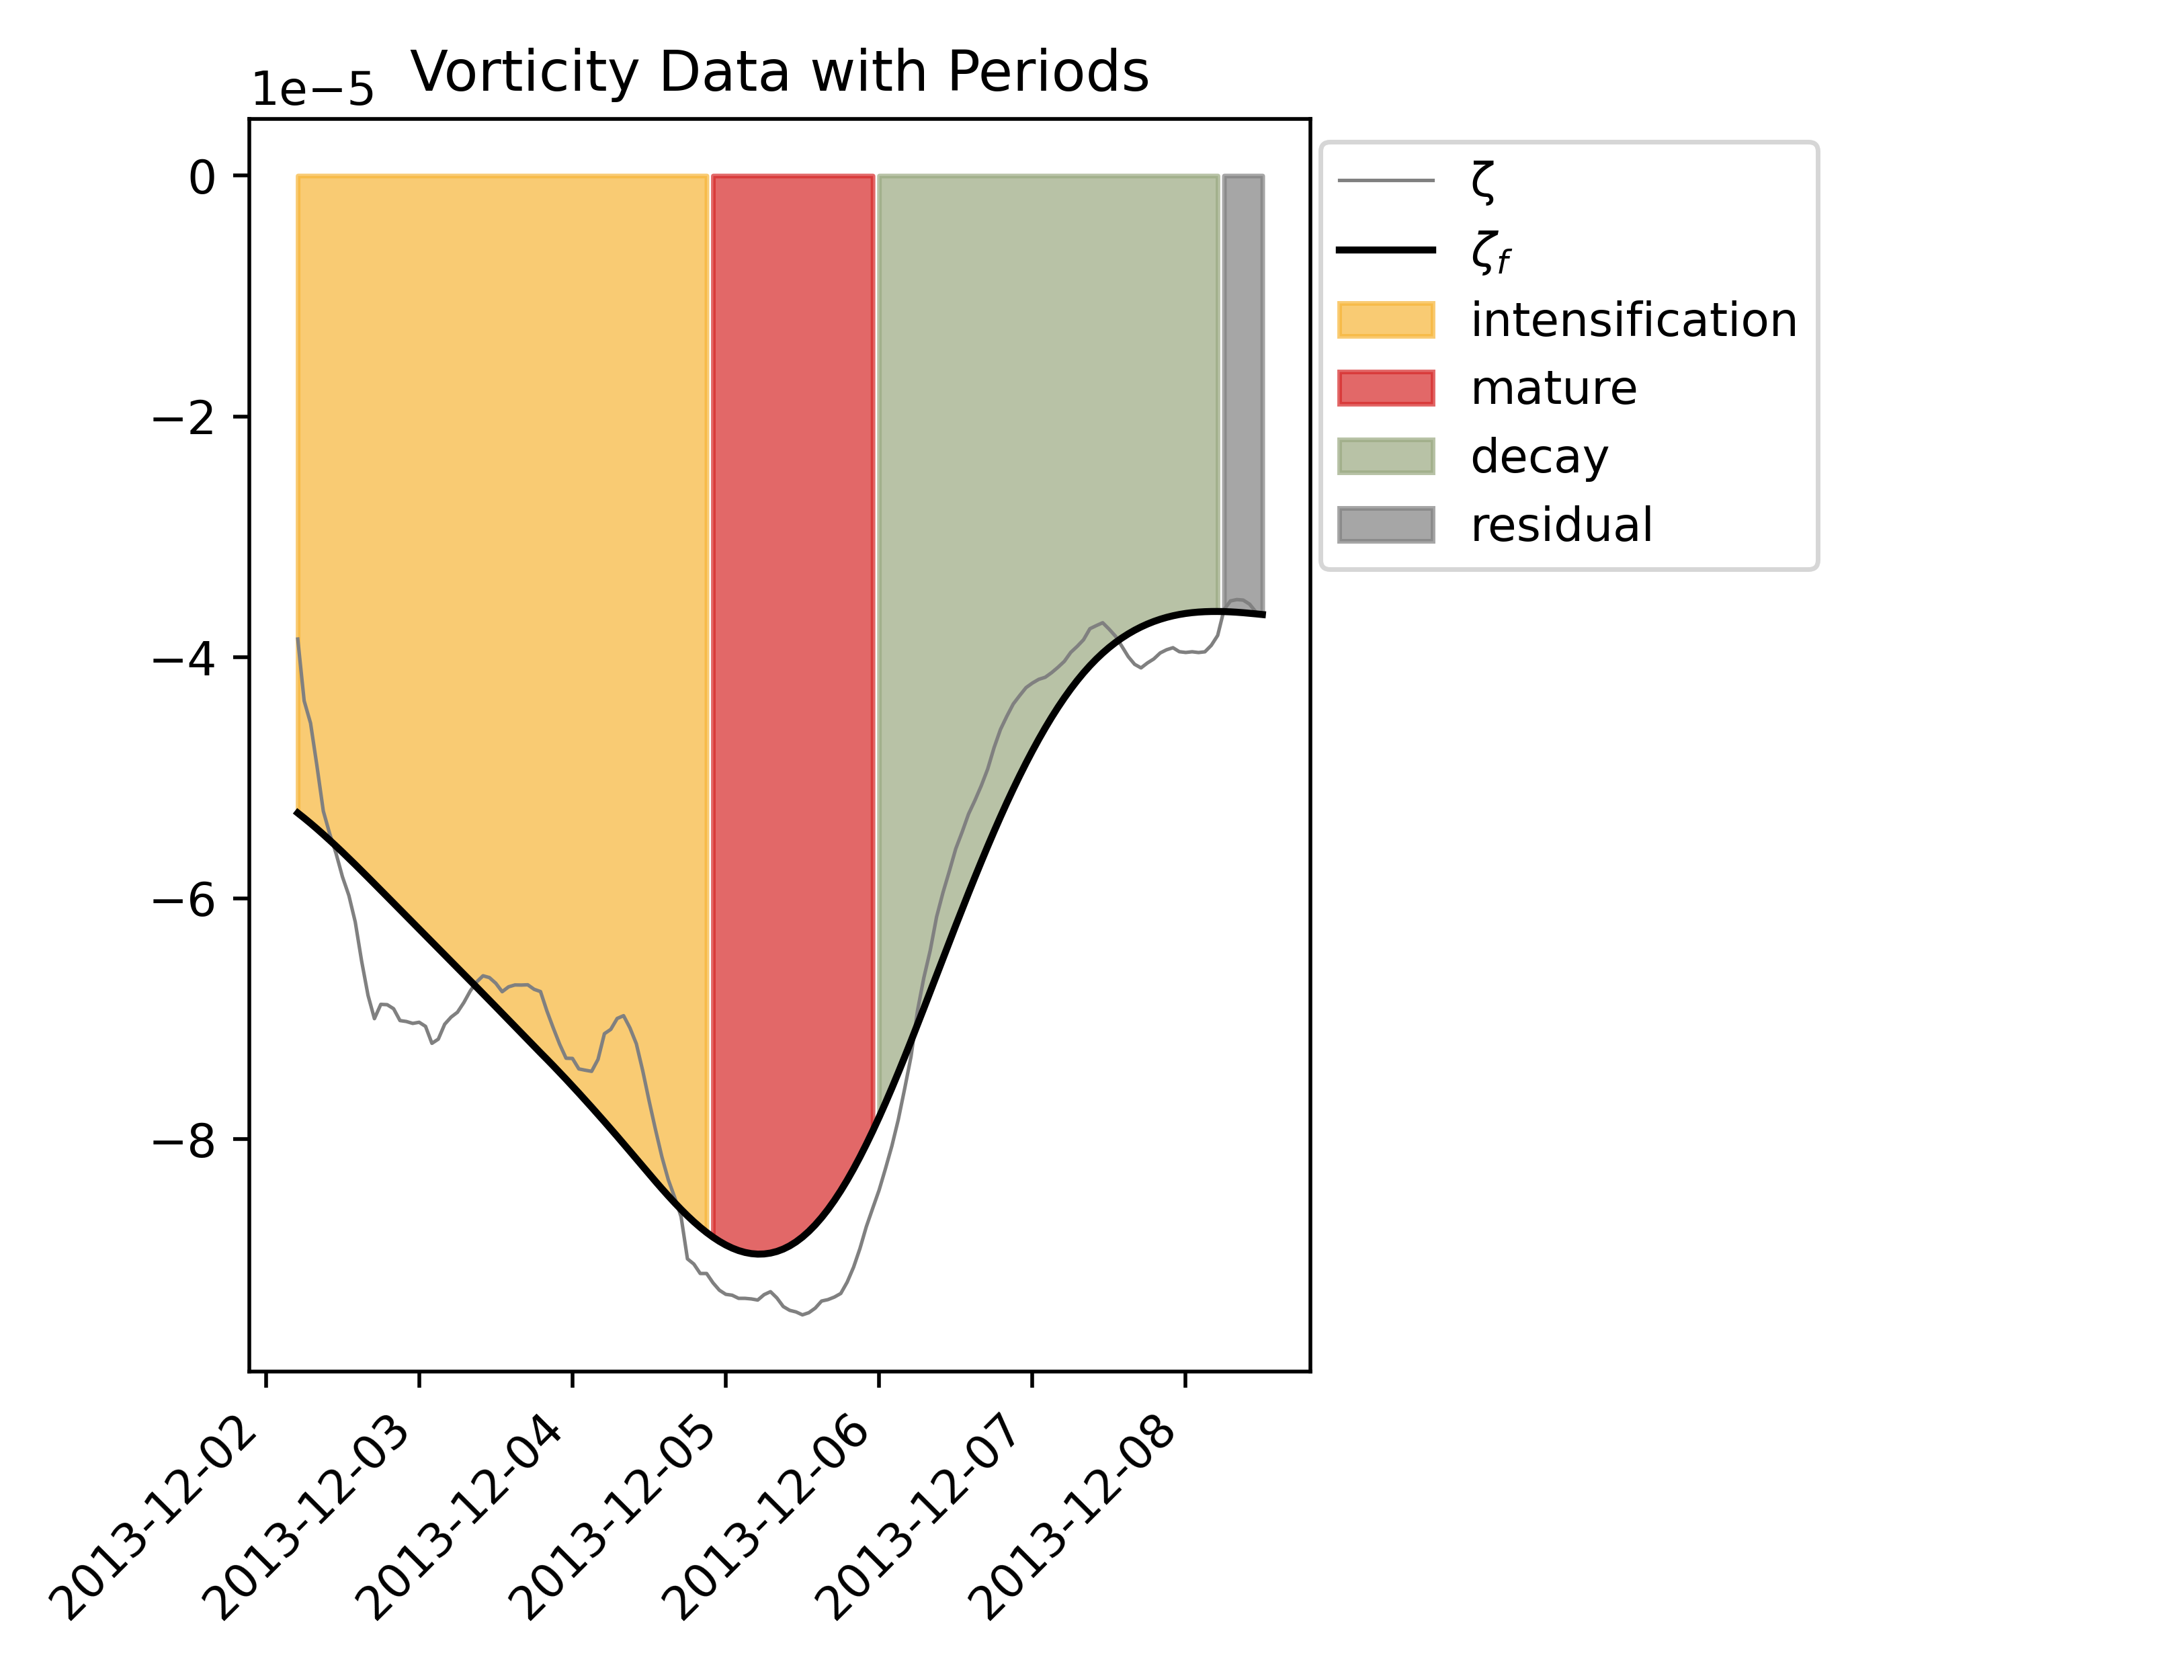 Vorticity Data with Periods
1e−5
0
−2
−4
−6
−8
2013-12-02
2013-12-03
2013-12-04
2013-12-05
2013-12-06
2013-12-07
2013-12-08
ζ
ζf
intensification
mature
decay
residual